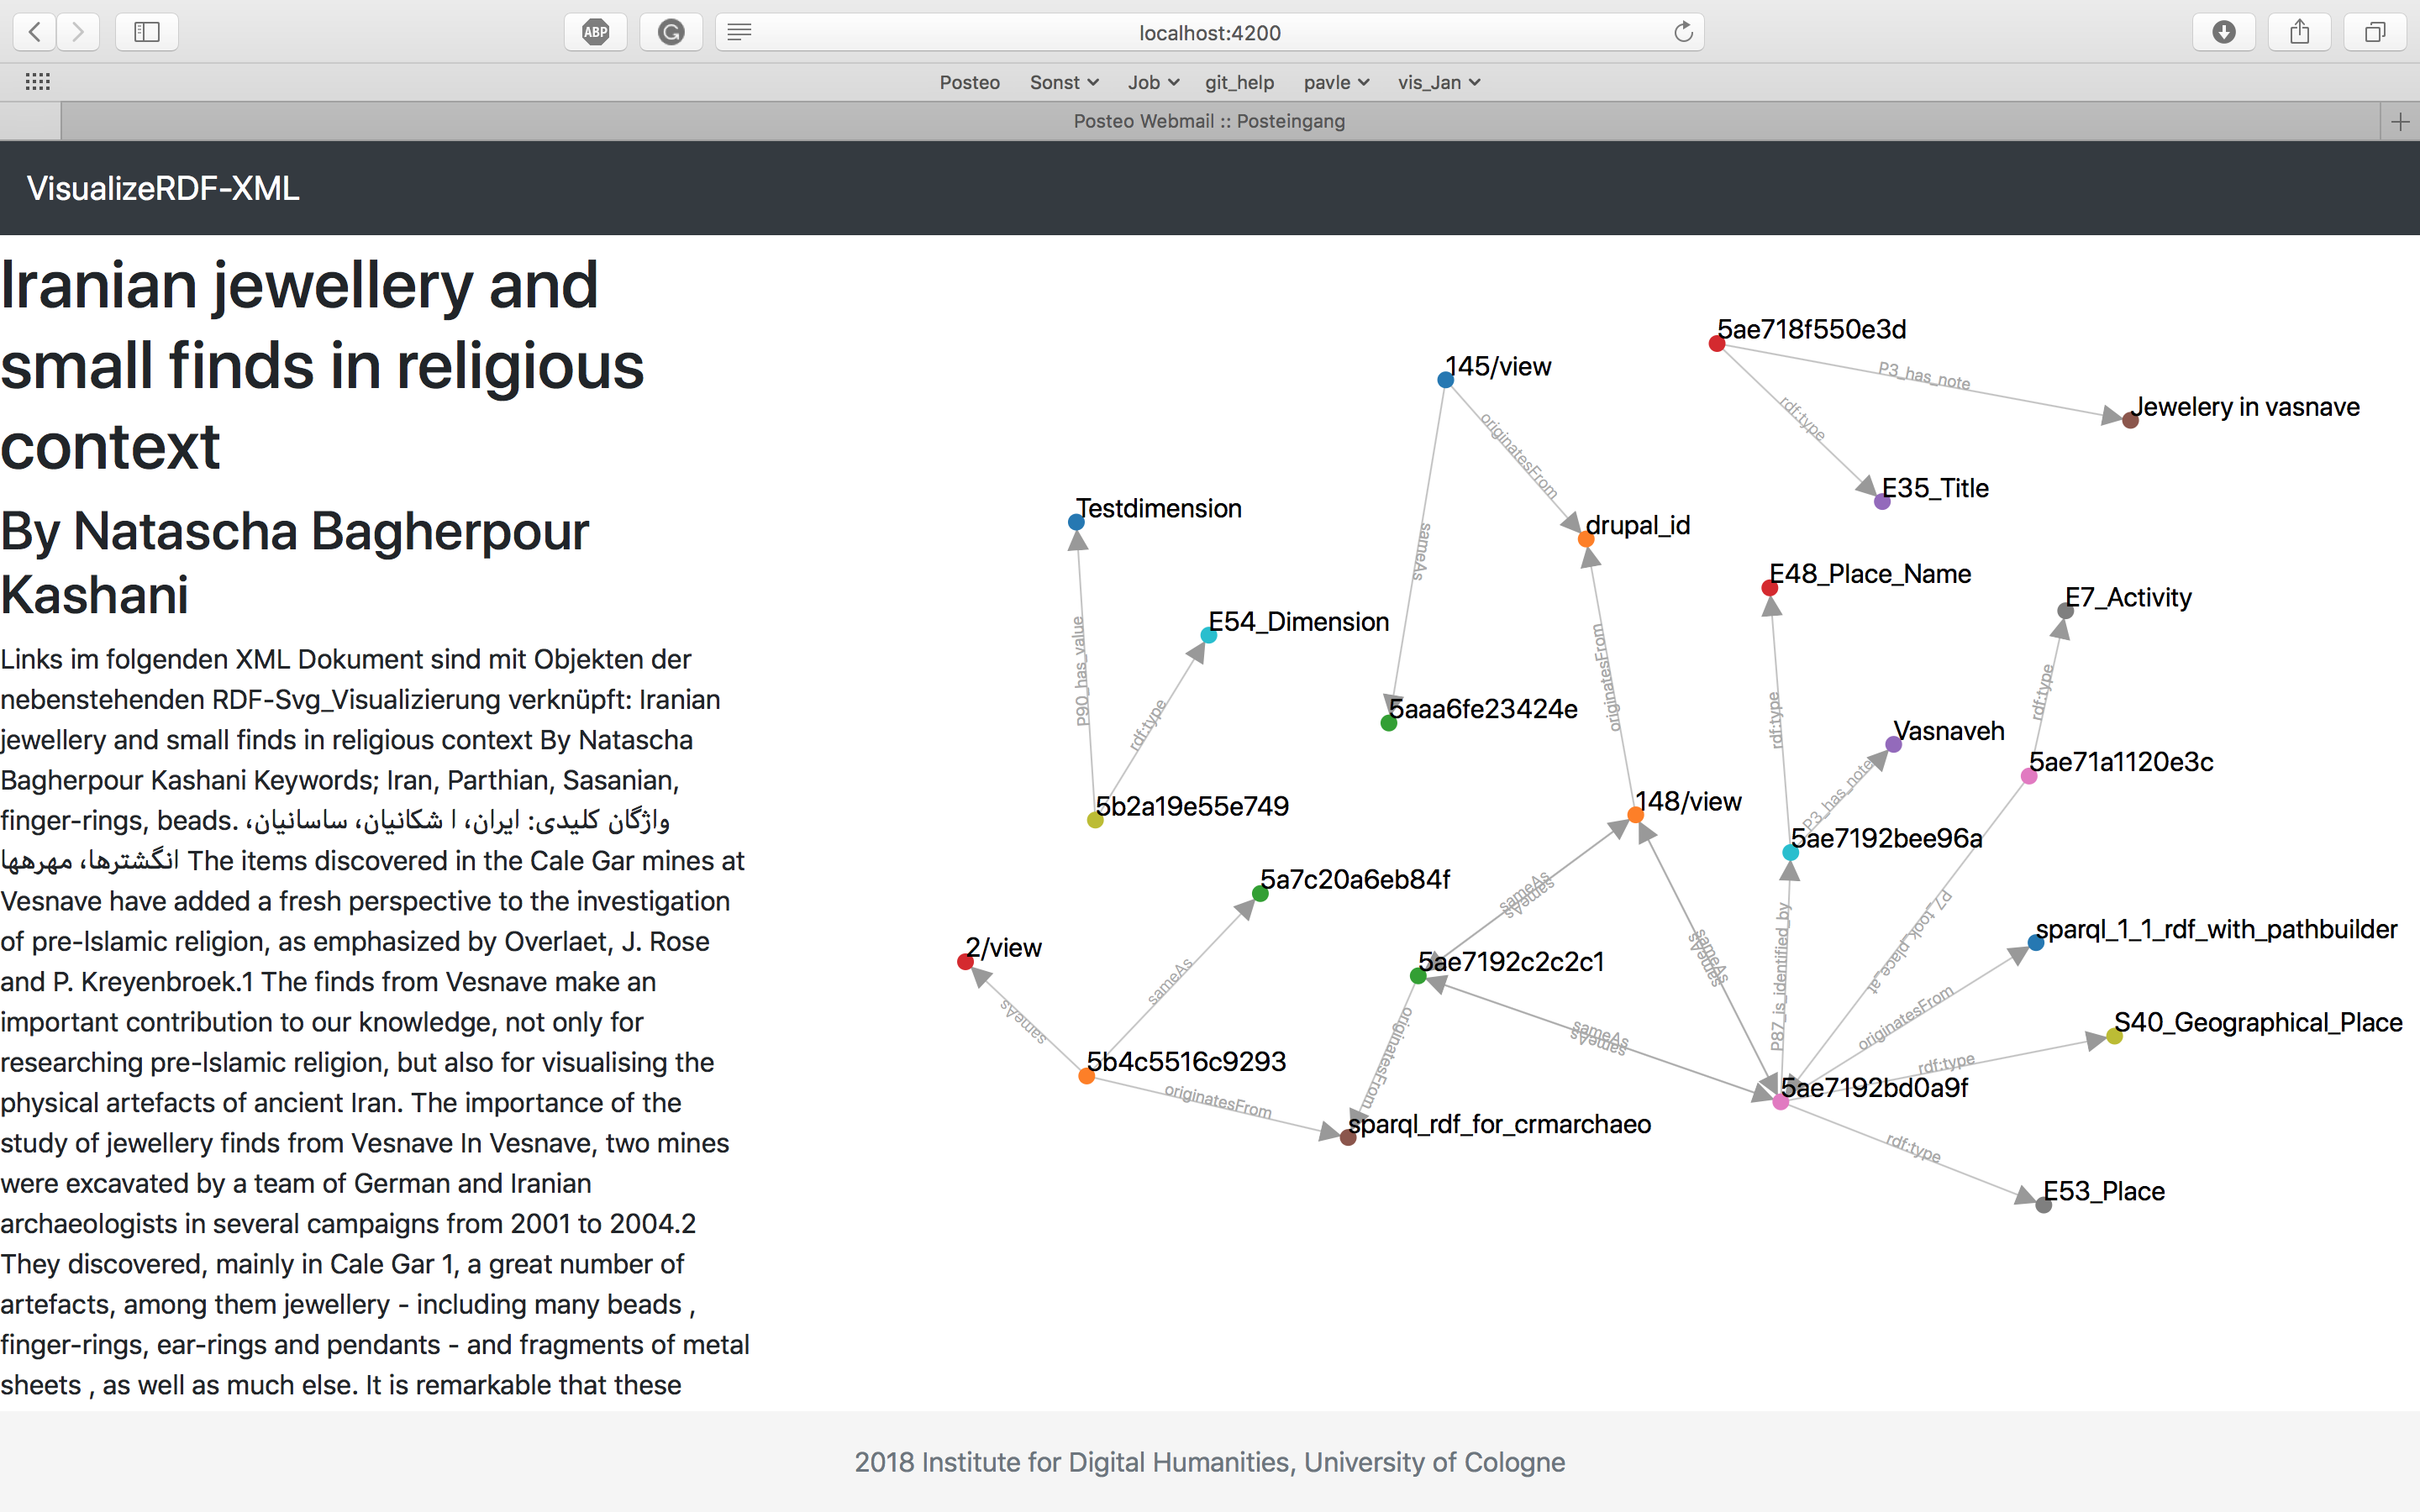 ABP
localhost:4200
Posteo Sonst Job git_help pavle vis_Jan
Posteo Webmail :: Posteingang
VisualizeRDF-XML
Iranian jewellery and
small finds in religious
context
By Natascha Bagherpour
Kashani
Links im folgenden XML Dokument sind mit Objekten der
nebenstehenden RDF-Svg_Visualizierung verknüpft: Iranian
jewellery and small finds in religious context By Natascha
Bagherpour Kashani Keywords; Iran, Parthian, Sasanian,
finger-rings, beads. واژگان کلیدی: ایران، ا شکانیان، ساسانیان،
انگشترها، مهرهها The items discovered in the Cale Gar mines at
Vesnave have added a fresh perspective to the investigation
of pre-Islamic religion, as emphasized by Overlaet, J. Rose
and P. Kreyenbroek.1 The finds from Vesnave make an
important contribution to our knowledge, not only for
researching pre-Islamic religion, but also for visualising the
physical artefacts of ancient Iran. The importance of the
study of jewellery finds from Vesnave In Vesnave, two mines
were excavated by a team of German and Iranian
archaeologists in several campaigns from 2001 to 2004.2
They discovered, mainly in Cale Gar 1, a great number of
artefacts, among them jewellery - including many beads ,
finger-rings, ear-rings and pendants - and fragments of metal
sheets , as well as much else. It is remarkable that these
5ae718f550e3d
145/view
P3_has_note
Jewelery in vasnave
rdf:type
originatesFrom
E35_Title
Testdimension
drupal_id
sameAs
E48_Place_Name
E7_Activity
E54_Dimension
P90_has_value
rdf:type
originatesFrom
rdf:type
rdf:type
5aaa6fe23424e
Vasnaveh
5ae71a1120e3c
P3_has_note
5b2a19e55e749
148/view
5ae7192bee96a
5a7c20a6eb84f
sameAs
sameAs
P7_took_place_at
sparql_1_1_rdf_with_pathbuilder
2/view
sameAs
5ae7192c2c2c1
sameAs
sameAs
P87_is_identified_by
originatesFrom
sameAs
S40_Geographical_Place
sameAs
sameAs
originatesFrom
rdf:type
5b4c5516c9293
5ae7192bd0a9f
originatesFrom
sparql_rdf_for_crmarchaeo
rdf:type
E53_Place
2018 Institute for Digital Humanities, University of Cologne